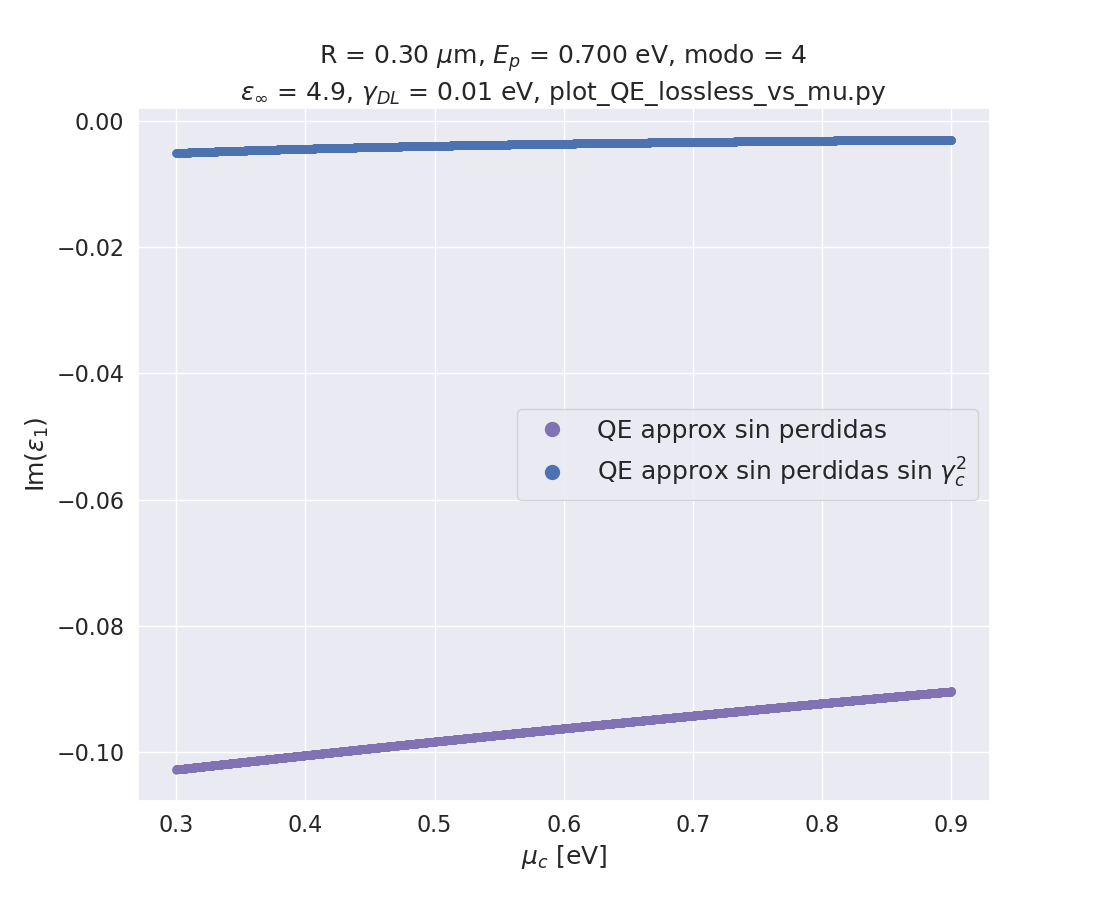 R = 0.30 μm, E_p = 0.700 eV, modo = 4
ε_∞ = 4.9, γ_DL = 0.01 eV, plot_QE_lossless_vs_mu.py
0.00
−0.02
−0.04
−0.06
−0.08
−0.10
Im(ε₁)
QE approx sin perdidas
QE approx sin perdidas sin γ_c^2
0.3 0.4 0.5 0.6 0.7 0.8 0.9
μ_c [eV]